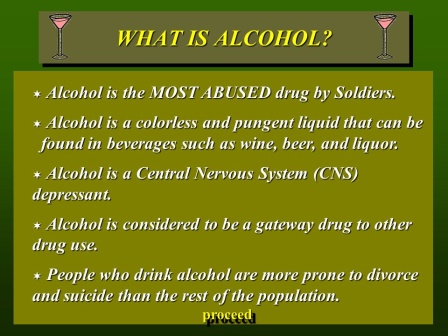 WHAT IS ALCOHOL?
Alcohol is the MOST ABUSED drug by Soldiers.
Alcohol is a colorless and pungent liquid that can be
found in beverages such as wine, beer, and liquor.
Alcohol is a Central Nervous System (CNS)
depressant.
Alcohol is considered to be a gateway drug to other
drug use.
People who drink alcohol are more prone to divorce
and suicide than the rest of the population.
proceed